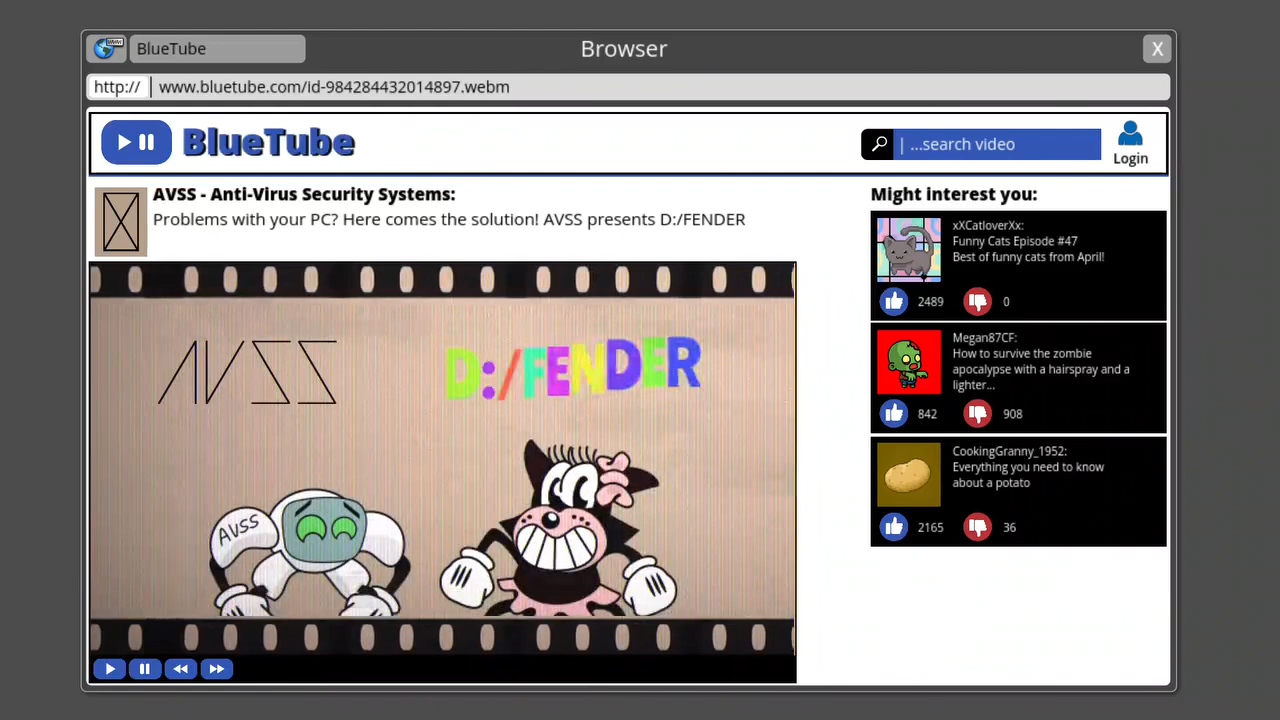 BlueTube
Browser
X
http://
www.bluetube.com/id-984284432014897.webm
BlueTube
| ...search video
Login
AVSS - Anti-Virus Security Systems:
Problems with your PC? Here comes the solution! AVSS presents D:/FENDER
AVSS
D:/FENDER
AVSS
Might interest you:
xXCatloverXx:
Funny Cats Episode #47
Best of funny cats from April!
2489
0
Megan87CF:
How to survive the zombie
apocalypse with a hairspray and a
lighter...
842
908
CookingGranny_1952:
Everything you need to know
about a potato
2165
36